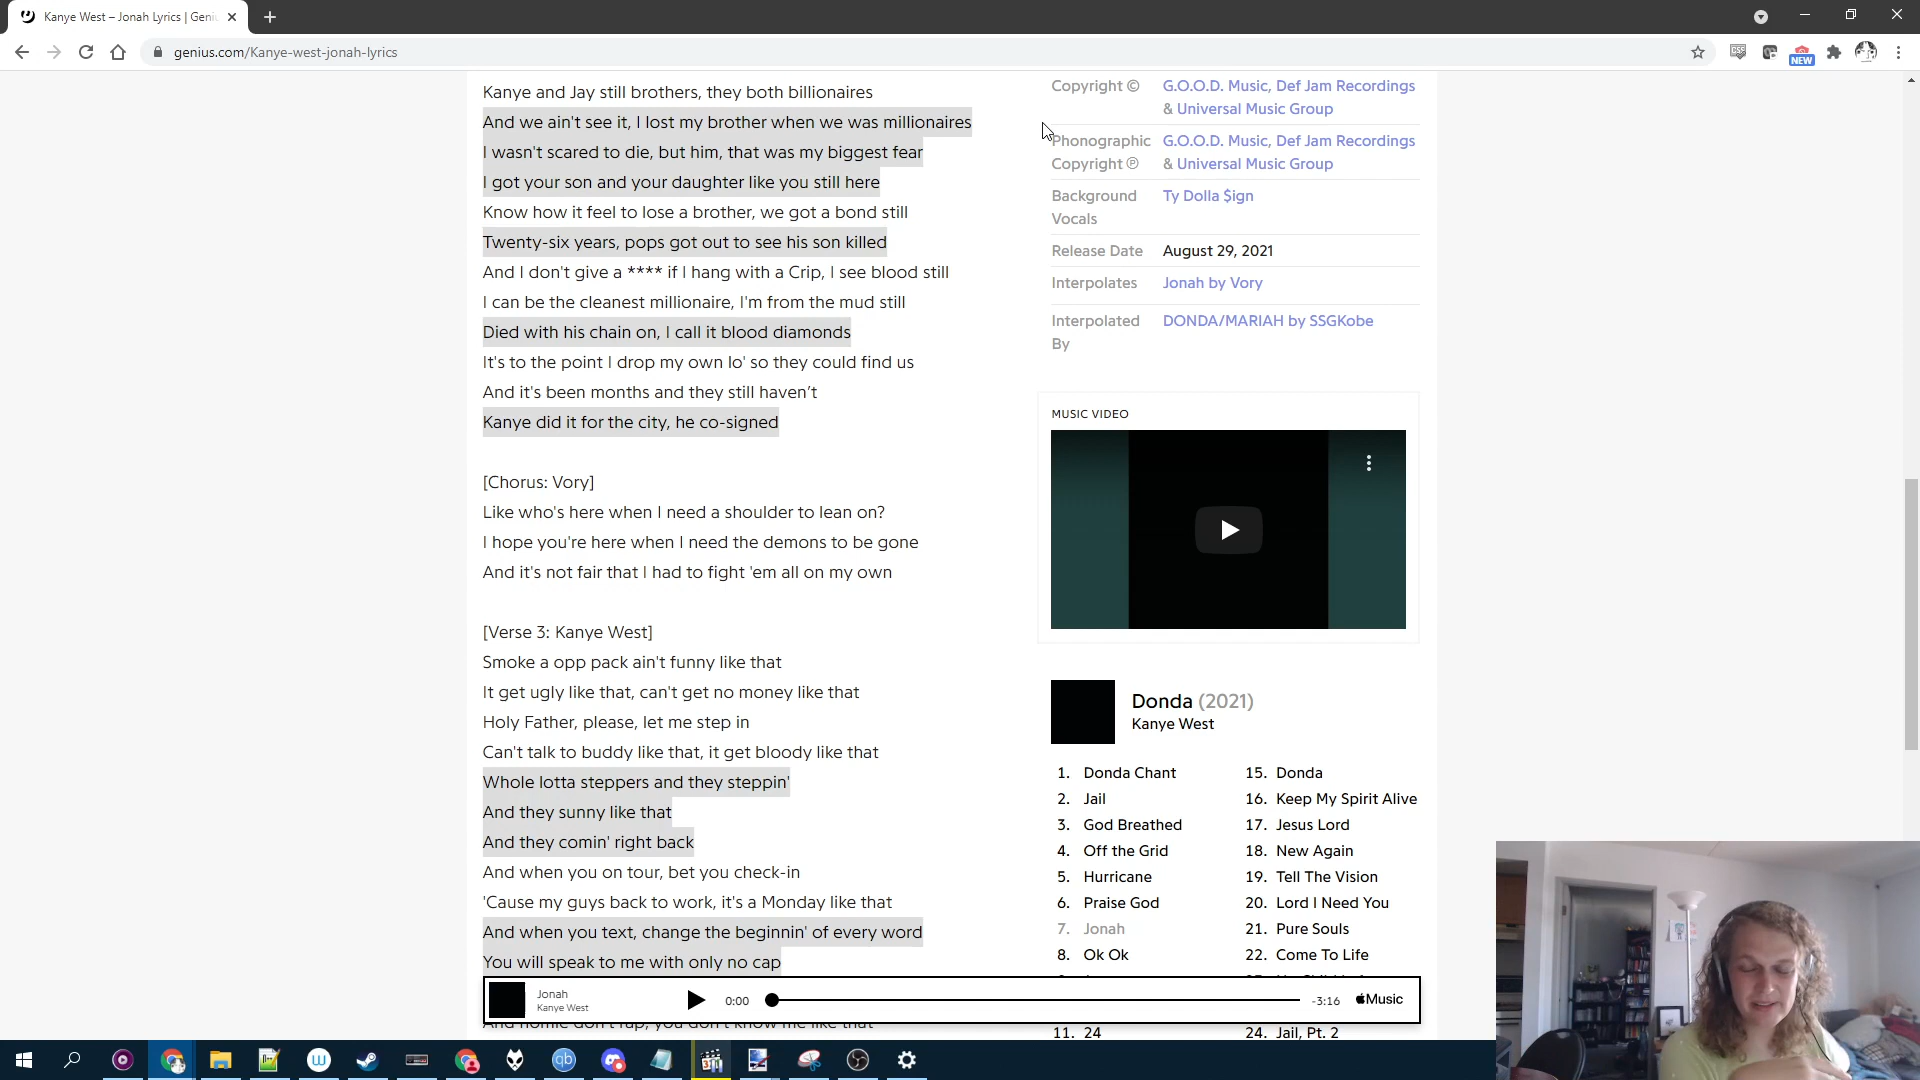 Kanye West – Jonah Lyrics | Geni
genius.com/Kanye-west-jonah-lyrics
NEW
Kanye and Jay still brothers, they both billionaires
And we ain't see it, I lost my brother when we was millionaires
I wasn't scared to die, but him, that was my biggest fear
I got your son and your daughter like you still here
Know how it feel to lose a brother, we got a bond still
Twenty-six years, pops got out to see his son killed
And I don't give a **** if I hang with a Crip, I see blood still
I can be the cleanest millionaire, I'm from the mud still
Died with his chain on, I call it blood diamonds
It's to the point I drop my own lo' so they could find us
And it's been months and they still haven’t
Kanye did it for the city, he co-signed
[Chorus: Vory]
Like who's here when I need a shoulder to lean on?
I hope you're here when I need the demons to be gone
And it's not fair that I had to fight 'em all on my own
[Verse 3: Kanye West]
Smoke a opp pack ain't funny like that
It get ugly like that, can't get no money like that
Holy Father, please, let me step in
Can't talk to buddy like that, it get bloody like that
Whole lotta steppers and they steppin'
And they sunny like that
And they comin' right back
And when you on tour, bet you check-in
'Cause my guys back to work, it's a Monday like that
And when you text, change the beginnin' of every word
You will speak to me with only no cap
And homie don't rap, you don't know me like that
Copyright © G.O.O.D. Music, Def Jam Recordings
& Universal Music Group
Phonographic G.O.O.D. Music, Def Jam Recordings
Copyright ℗ & Universal Music Group
Background Ty Dolla $ign
Vocals
Release Date August 29, 2021
Interpolates Jonah by Vory
Interpolated DONDA/MARIAH by SSGKobe
By
MUSIC VIDEO
Donda (2021)
Kanye West
1. Donda Chant
2. Jail
3. God Breathed
4. Off the Grid
5. Hurricane
6. Praise God
7. Jonah
8. Ok Ok
11. 24
15. Donda
16. Keep My Spirit Alive
17. Jesus Lord
18. New Again
19. Tell The Vision
20. Lord I Need You
21. Pure Souls
22. Come To Life
24. Jail, Pt. 2
Jonah
Kanye West
0:00
-3:16
Music